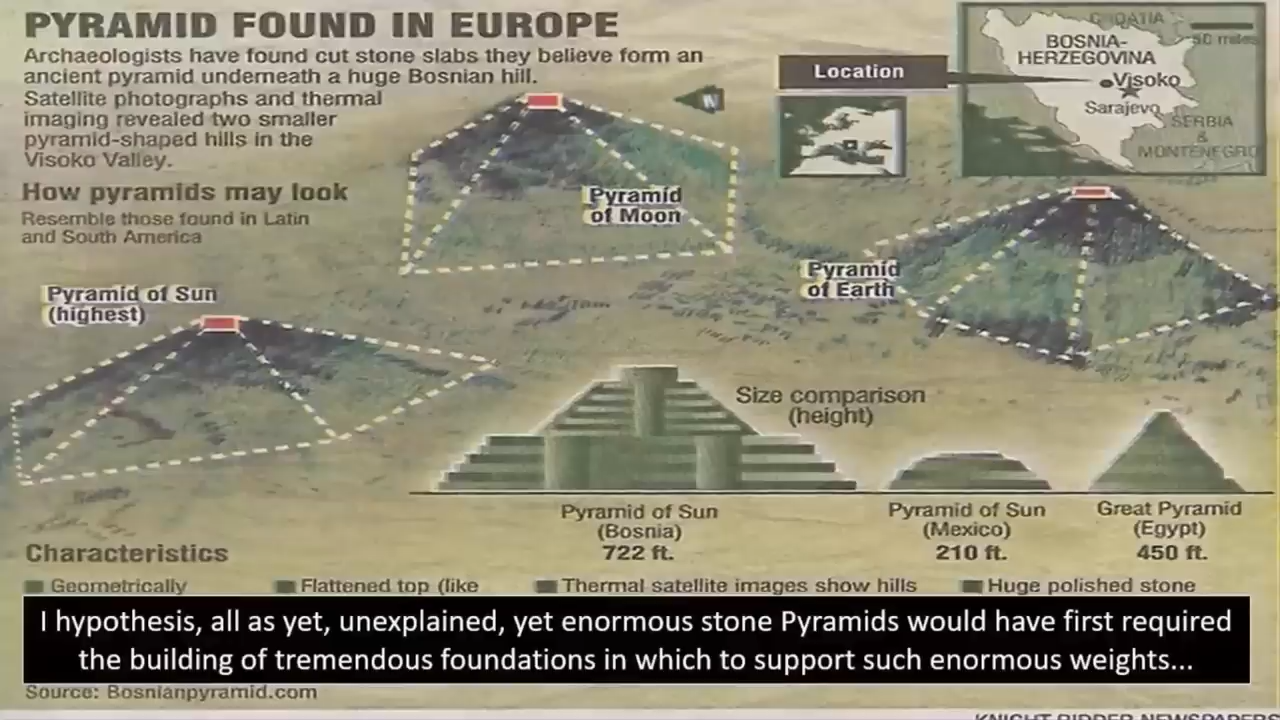 PYRAMID FOUND IN EUROPE
Archaeologists have found cut stone slabs they believe form an
ancient pyramid underneath a huge Bosnian hill.
Satellite photographs and thermal
imaging revealed two smaller
pyramid-shaped hills in the
Visoko Valley.
How pyramids may look
Resemble those found in Latin
and South America
Location
CROATIA
50 miles
BOSNIA-
HERZEGOVINA
Visoko
Sarajevo
SERBIA
&
MONTENEGRO
N
Pyramid
of Moon
Pyramid
of Earth
Pyramid of Sun
(highest)
Size comparison
(height)
Pyramid of Sun
(Bosnia)
722 ft.
Pyramid of Sun
(Mexico)
210 ft.
Great Pyramid
(Egypt)
450 ft.
Characteristics
Geometrically
Flattened top (like
Thermal satellite images show hills
Huge polished stone
I hypothesis, all as yet, unexplained, yet enormous stone Pyramids would have first required
the building of tremendous foundations in which to support such enormous weights...
Source: Bosnianpyramid.com
KNIGHT RIDDER NEWSPAPERS